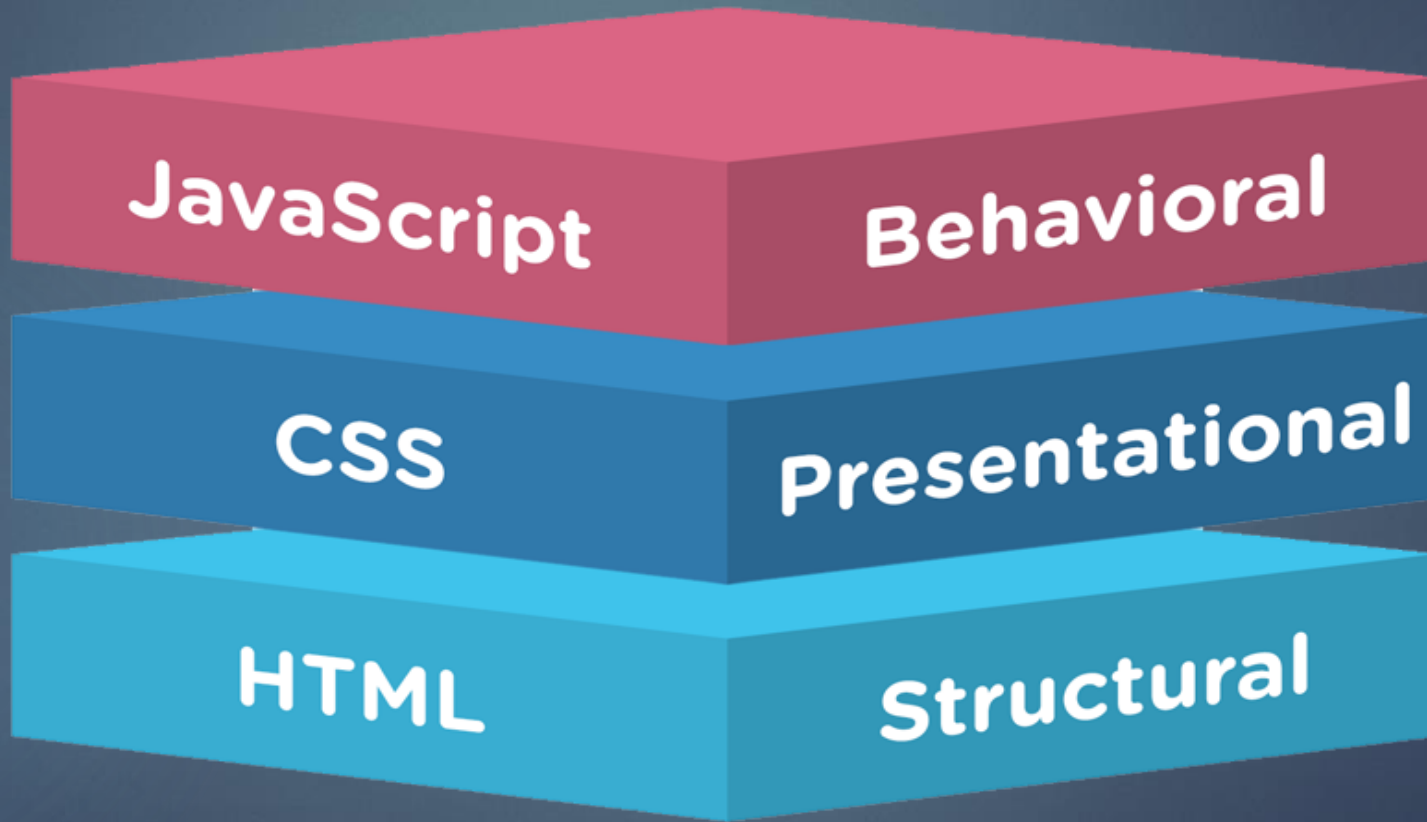 JavaScript
Behavioral
CSS
Presentational
HTML
Structural